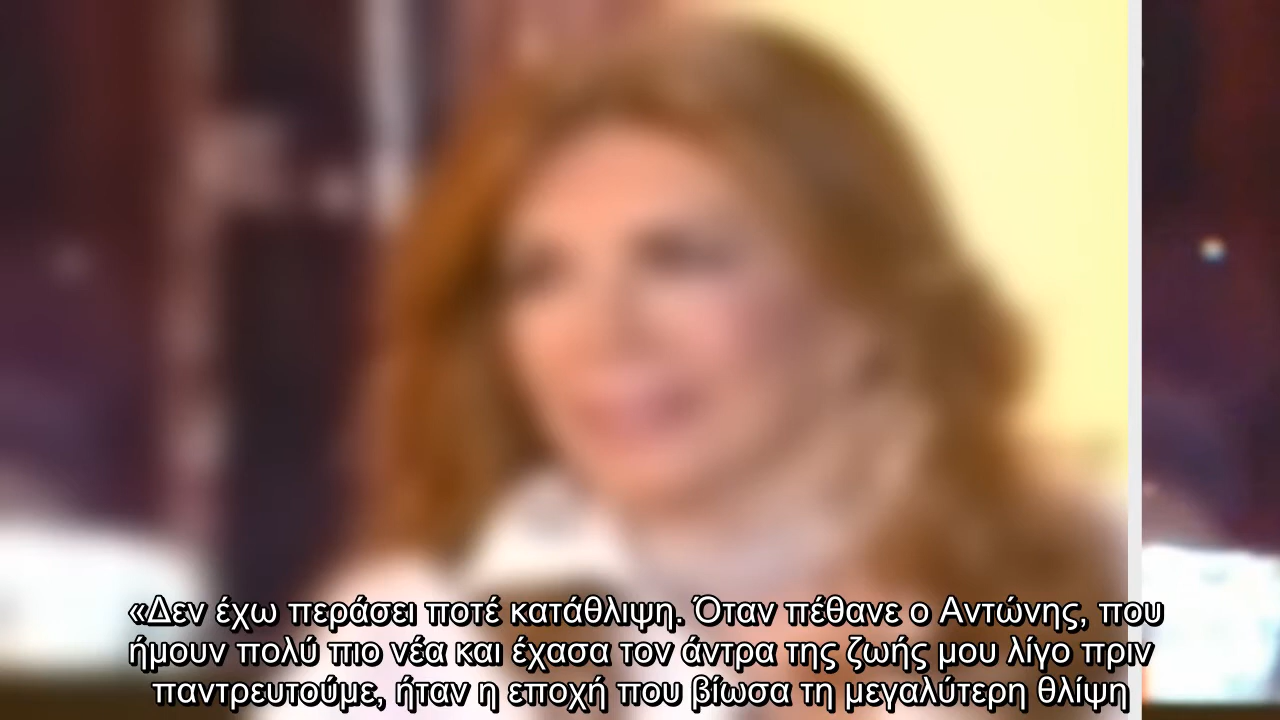 «Δεν έχω περάσει ποτέ κατάθλιψη. Όταν πέθανε ο Αντώνης, που
ήμουν πολύ πιο νέα και έχασα τον άντρα της ζωής μου λίγο πριν
παντρευτούμε, ήταν η εποχή που βίωσα τη μεγαλύτερη θλίψη